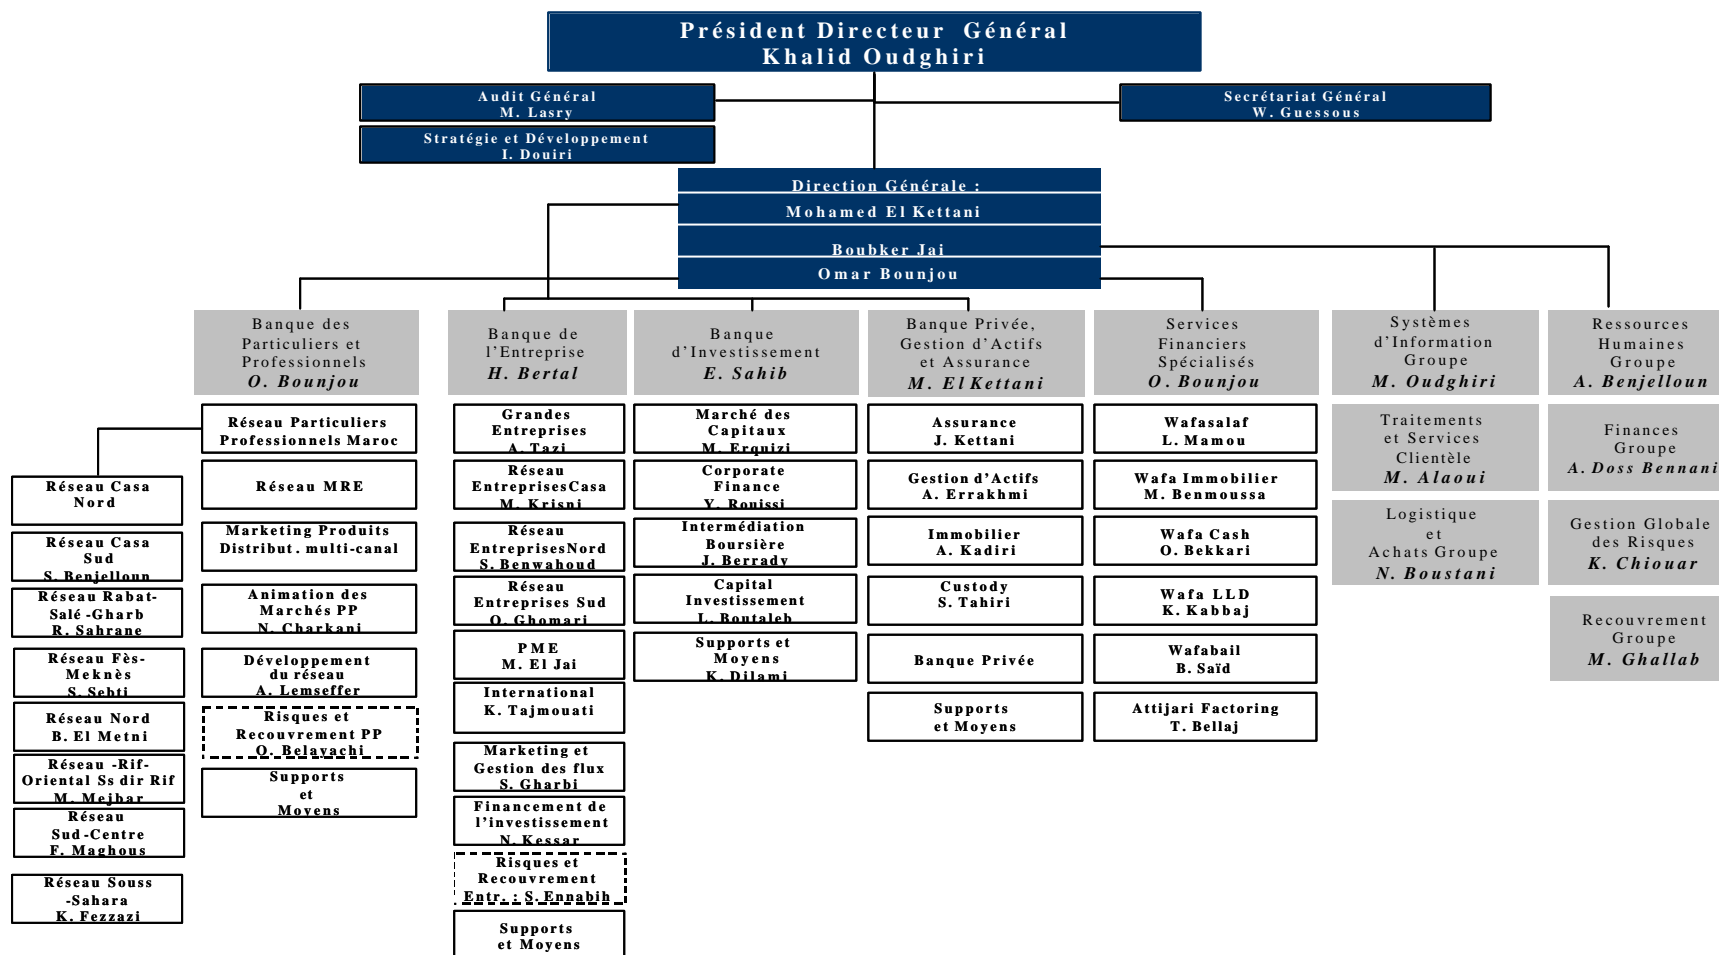 Président Directeur Général
Khalid Oudghiri
Audit Général
M. Lasry
Secrétariat Général
W. Guessous
Stratégie et Développement
I. Douiri
Direction Générale :
Mohamed El Kettani
Boubker Jai
Omar Bounjou
Banque des
Particuliers et
Professionnels
O. Bounjou
Banque de
l'Entreprise
H. Bertal
Banque
d'Investissement
E. Sahib
Banque Privée,
Gestion d'Actifs
et Assurance
M. El Kettani
Services
Financiers
Spécialisés
O. Bounjou
Systèmes
d'Information
Groupe
M. Oudghiri
Ressources
Humaines
Groupe
A. Benjelloun
Réseau Casa
Nord
Réseau Casa
Sud
S. Benjelloun
Réseau Rabat-
Salé -Gharb
R. Sahrane
Réseau Fès-
Meknès
S. Sebti
Réseau Nord
B. El Metni
Réseau -Rif-
Oriental Ss dir Rif
M. Mejbar
Réseau
Sud-Centre
F. Maghous
Réseau Souss
-Sahara
K. Fezzazi
Réseau Particuliers
Professionnels Maroc
Réseau MRE
Marketing Produits
Distribut. multi-canal
Animation des
Marchés PP
N. Charkani
Développement
du réseau
A. Lemseffer
Risques et
Recouvrement PP
O. Belayachi
Supports
et
Moyens
Grandes
Entreprises
A. Tazi
Réseau
EntreprisesCasa
M. Krisni
Réseau
EntreprisesNord
S. Benwahoud
Réseau
Entreprises Sud
O. Ghomari
PME
M. El Jai
International
K. Tajmouati
Marketing et
Gestion des flux
S. Gharbi
Financement de
l'investissement
N. Kessar
Risques et
Recouvrement
Entr. : S. Ennabih
Supports
et Moyens
Marché des
Capitaux
M. Erquizi
Corporate
Finance
Y. Rouissi
Intermédiation
Boursière
J. Berrady
Capital
Investissement
L. Boutaleb
Supports et
Moyens
K. Dilami
Assurance
J. Kettani
Gestion d'Actifs
A. Errakhmi
Immobilier
A. Kadiri
Custody
S. Tahiri
Banque Privée
Supports
et Moyens
Wafasalaf
L. Mamou
Wafa Immobilier
M. Benmoussa
Wafa Cash
O. Bekkari
Wafa LLD
K. Kabbaj
Wafabail
B. Saïd
Attijari Factoring
T. Bellaj
Traitements
et Services
Clientèle
M. Alaoui
Logistique
et
Achats Groupe
N. Boustani
Finances
Groupe
A. Doss Bennani
Gestion Globale
des Risques
K. Chiouar
Recouvrement
Groupe
M. Ghallab